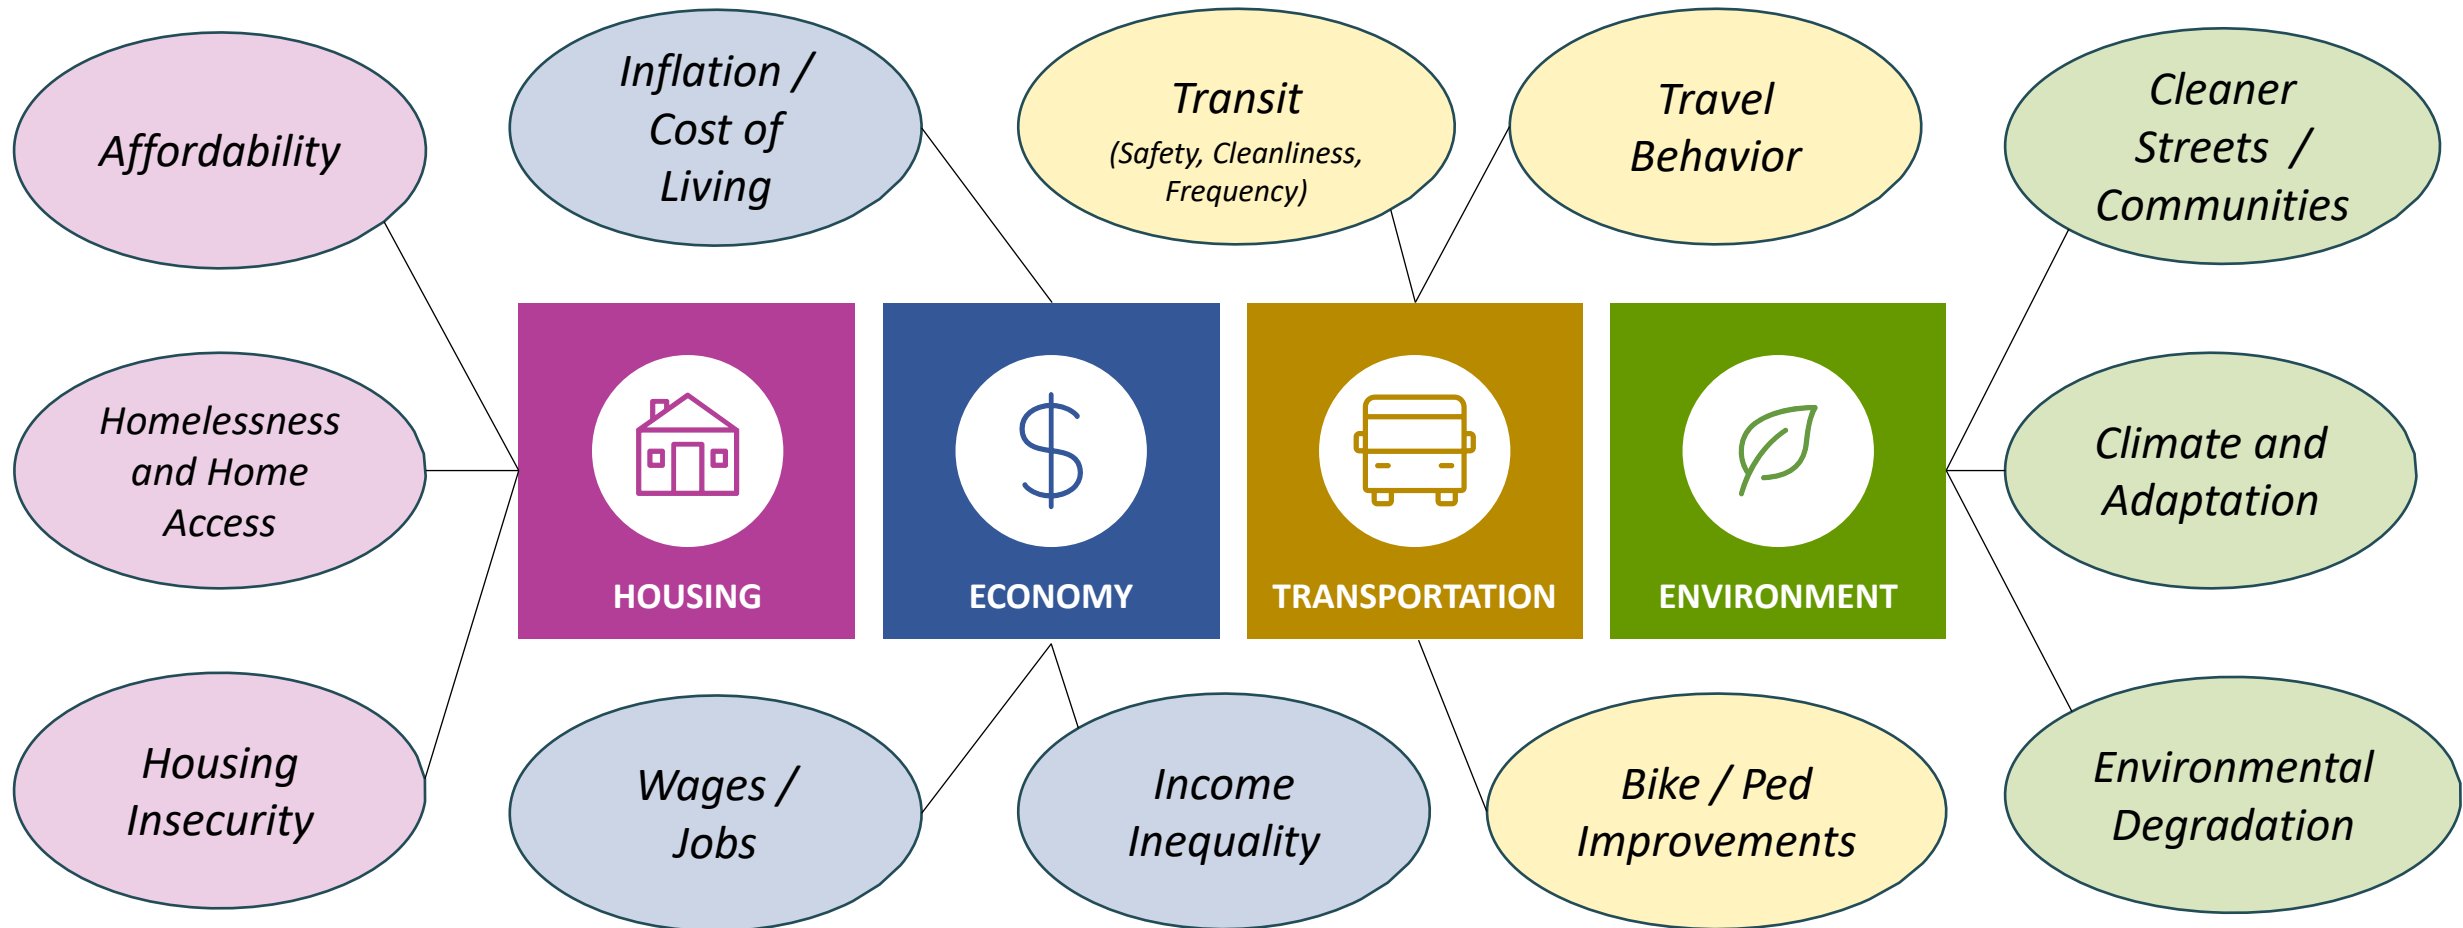 Affordability
Inflation /
Cost of
Living
Transit
(Safety, Cleanliness,
Frequency)
Travel
Behavior
Cleaner
Streets /
Communities
Homelessness
and Home
Access
HOUSING
ECONOMY
TRANSPORTATION
ENVIRONMENT
Climate and
Adaptation
Housing
Insecurity
Wages /
Jobs
Income
Inequality
Bike / Ped
Improvements
Environmental
Degradation